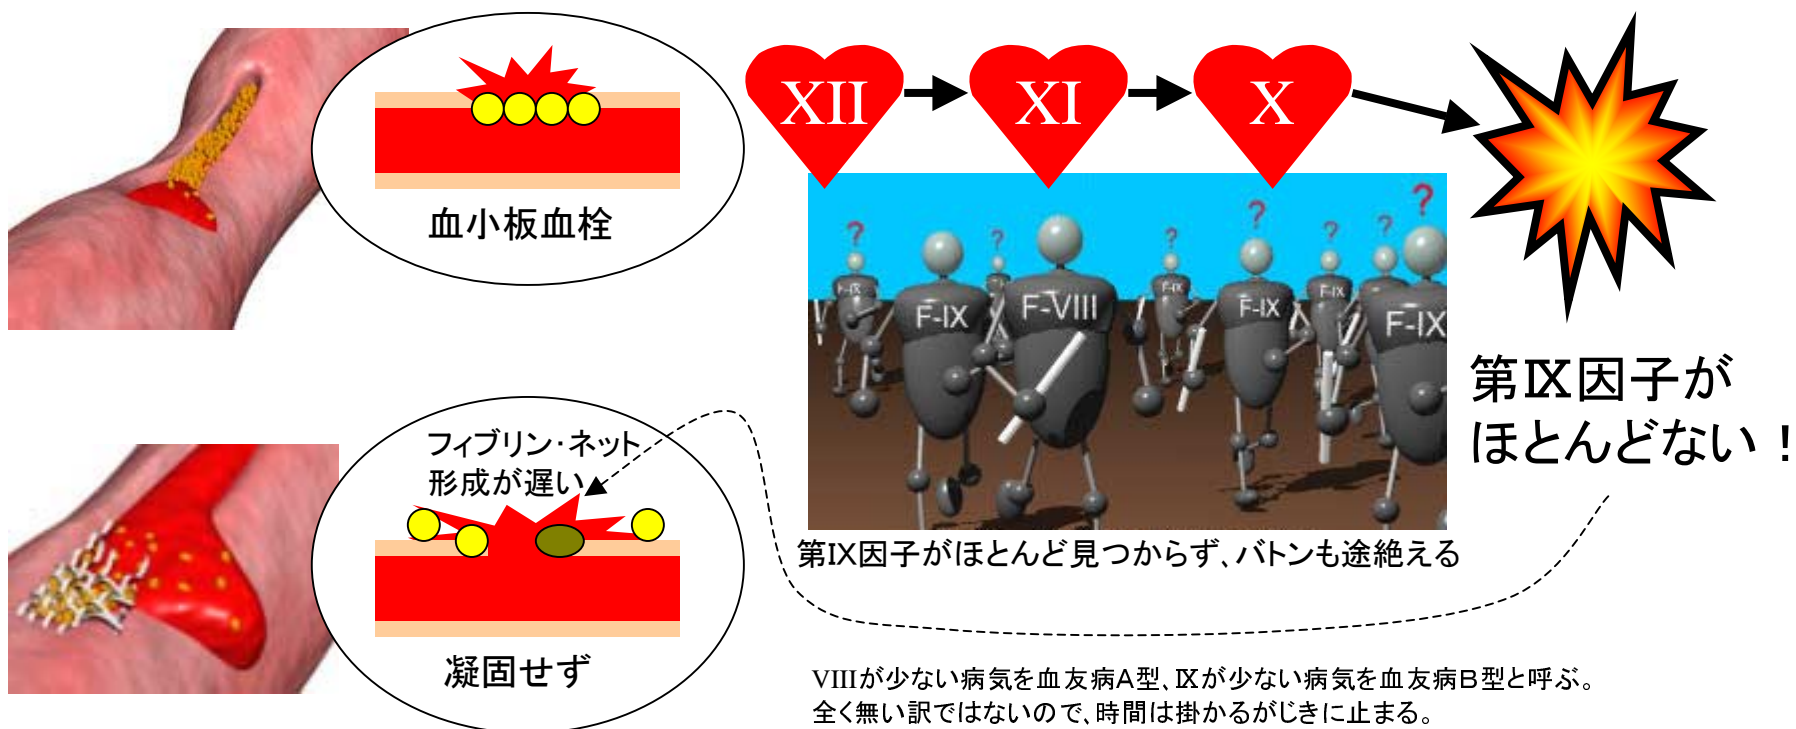 血小板血栓
XII
XI
X
?
?
?
?
?
?
?
F-IX
F-IX
F-VIII
F-IX
F-IX
F-IX
F-IX
第IX因子が
ほとんどない！
第IX因子がほとんど見つからず、バトンも途絶える
フィブリン・ネット
形成が遅い
凝固せず
VIIIが少ない病気を血友病A型、IXが少ない病気を血友病B型と呼ぶ。
全く無い訳ではないので、時間は掛かるがじきに止まる。